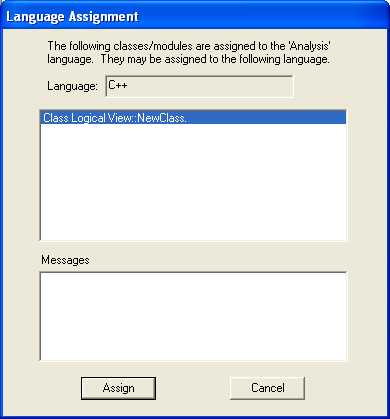 Language Assignment
The following classes/modules are assigned to the 'Analysis'
language.  They may be assigned to the following language.
Language: C++
Class Logical View::NewClass.
Messages
Assign Cancel